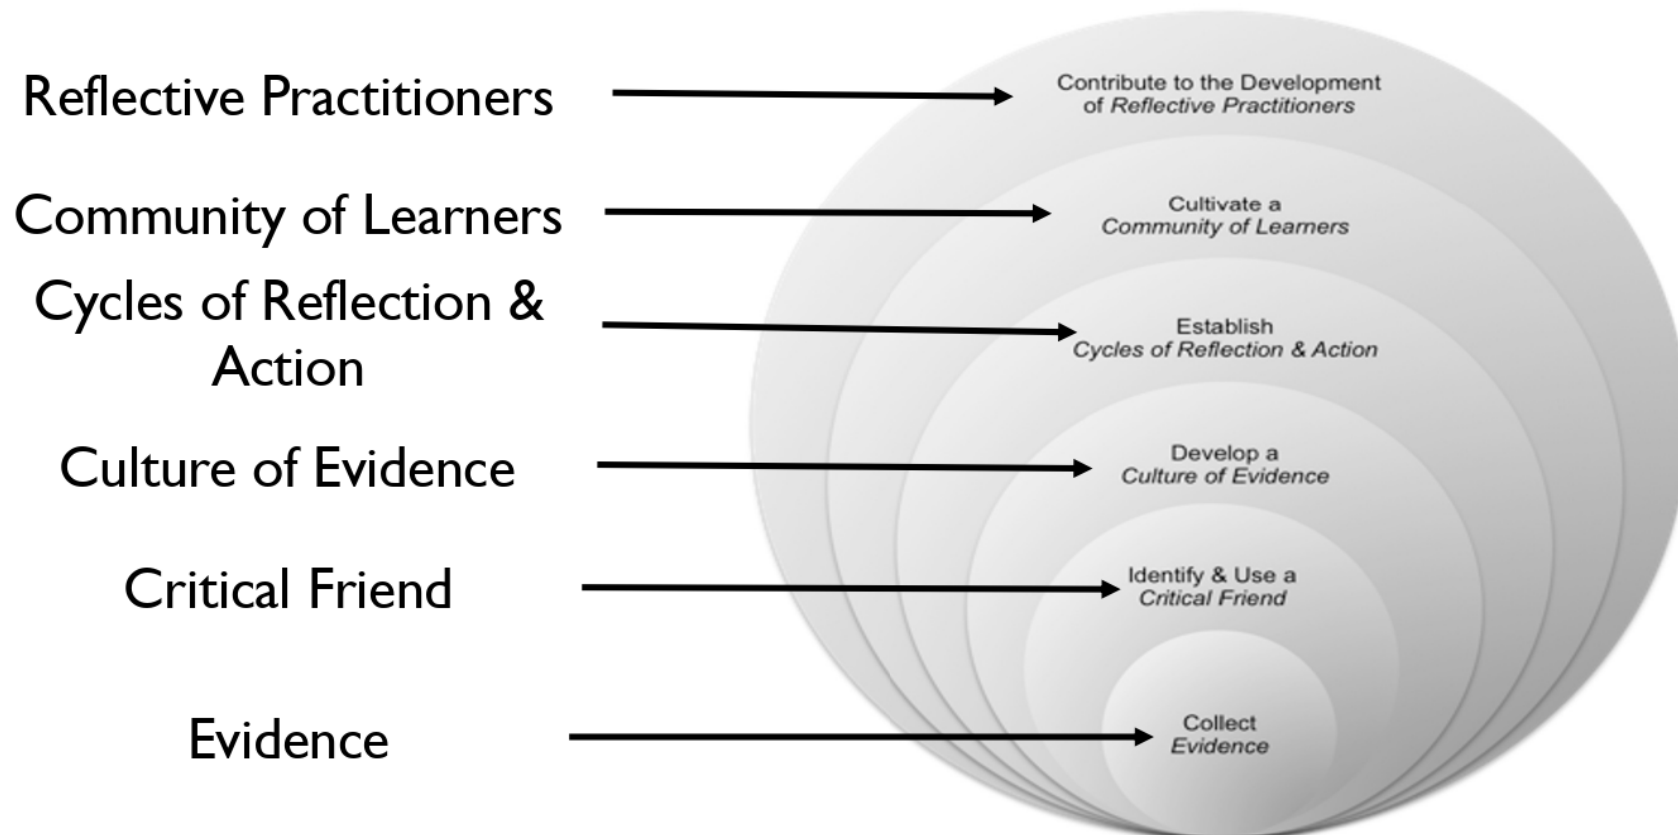 Reflective Practitioners
Contribute to the Development
of Reflective Practitioners
Community of Learners
Cultivate a
Community of Learners
Cycles of Reflection &
Action
Establish
Cycles of Reflection & Action
Culture of Evidence
Develop a
Culture of Evidence
Critical Friend
Identify & Use a
Critical Friend
Evidence
Collect
Evidence